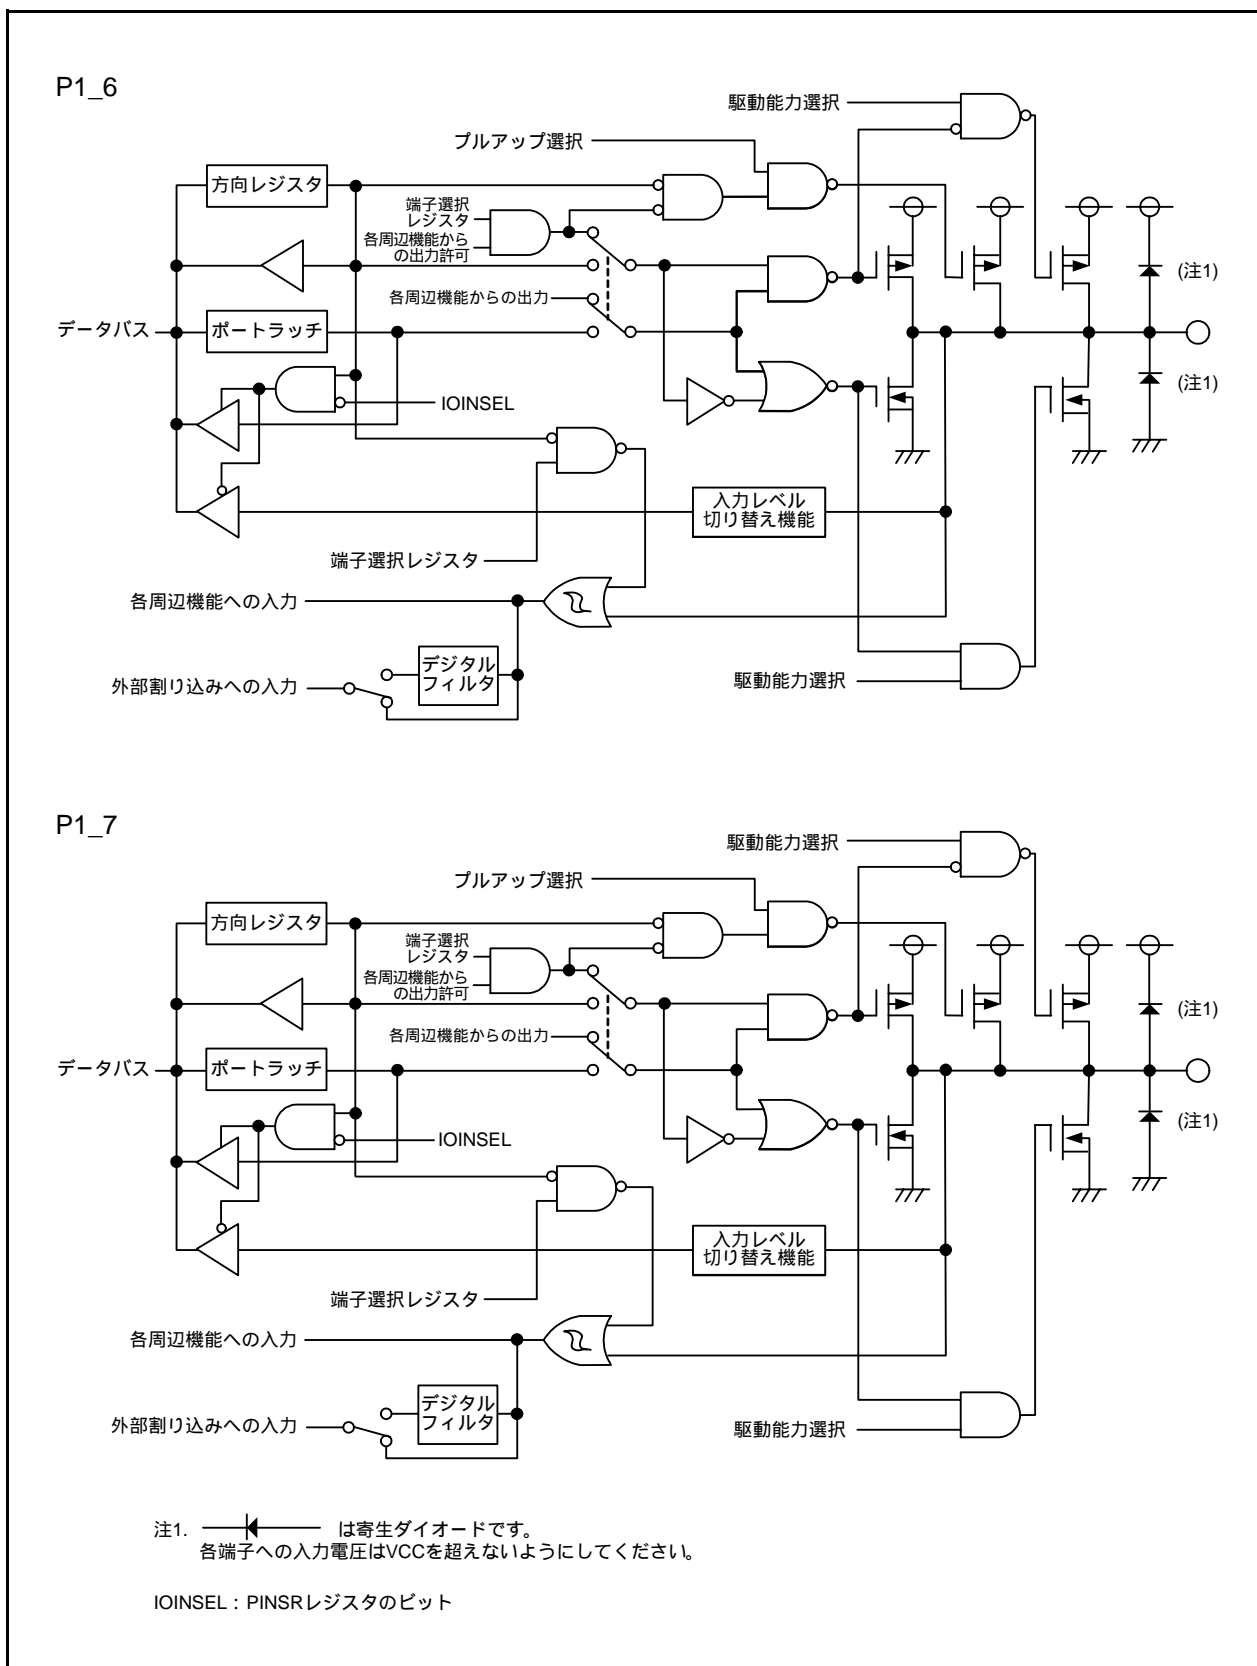 P1_6
駆動能力選択
プルアップ選択
方向レジスタ
端子選択
レジスタ
各周辺機能から
の出力許可
(注1)
各周辺機能からの出力
データバス
ポートラッチ
(注1)
IOINSEL
入力レベル
切り替え機能
端子選択レジスタ
各周辺機能への入力
デジタル
フィルタ
外部割り込みへの入力
駆動能力選択
P1_7
駆動能力選択
プルアップ選択
方向レジスタ
端子選択
レジスタ
各周辺機能から
の出力許可
(注1)
各周辺機能からの出力
データバス
ポートラッチ
(注1)
IOINSEL
入力レベル
切り替え機能
端子選択レジスタ
各周辺機能への入力
デジタル
フィルタ
外部割り込みへの入力
駆動能力選択
注1. は寄生ダイオードです。
各端子への入力電圧はVCCを超えないようにしてください。
IOINSEL：PINSRレジスタのビット